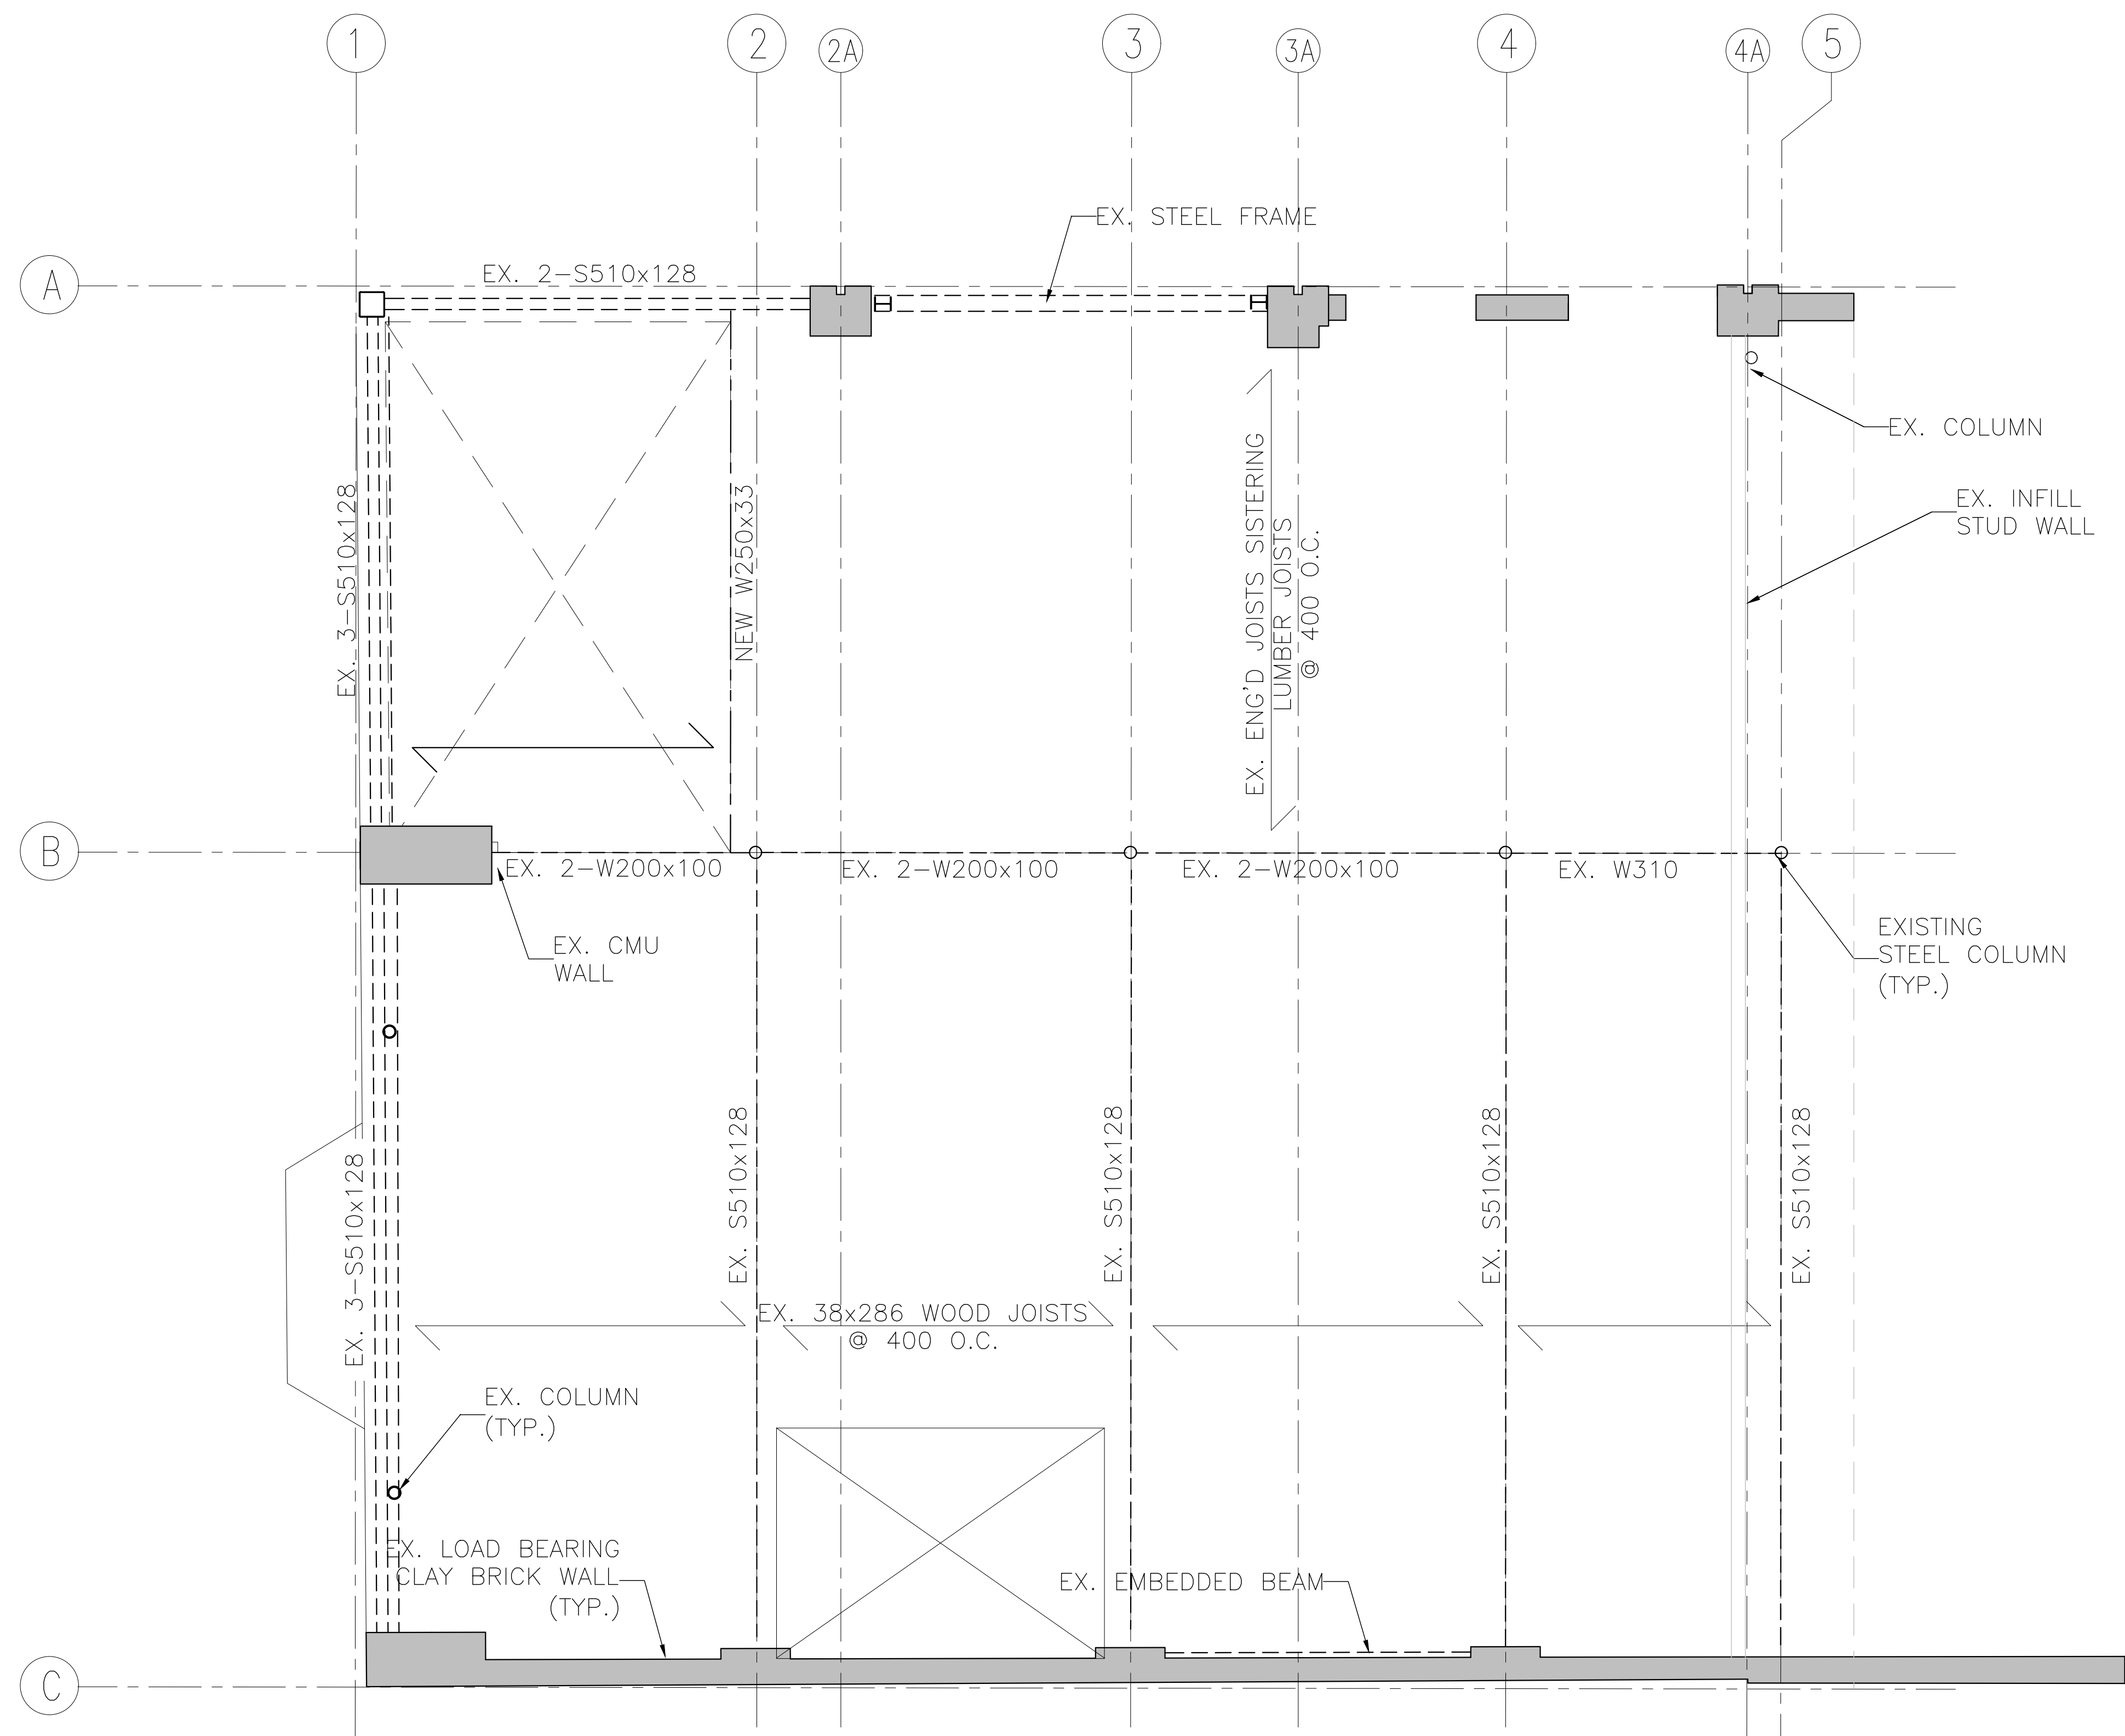 1
2
2A
3
3A
4
4A
5
EX. STEEL FRAME
A
EX. 2-S510x128
EX. COLUMN
EX. 3-S510x128
NEW W250x33
EX. ENG'D JOISTS SISTERING
LUMBER JOISTS
@ 400 O.C.
EX. INFILL
STUD WALL
B
EX. 2-W200x100
EX. 2-W200x100
EX. 2-W200x100
EX. W310
EX. CMU
WALL
EXISTING
STEEL COLUMN
(TYP.)
EX. 3-S510x128
EX. S510x128
EX. S510x128
EX. S510x128
EX. S510x128
EX. 38x286 WOOD JOISTS
@ 400 O.C.
EX. COLUMN
(TYP.)
EX. LOAD BEARING
CLAY BRICK WALL
(TYP.)
EX. EMBEDDED BEAM
C